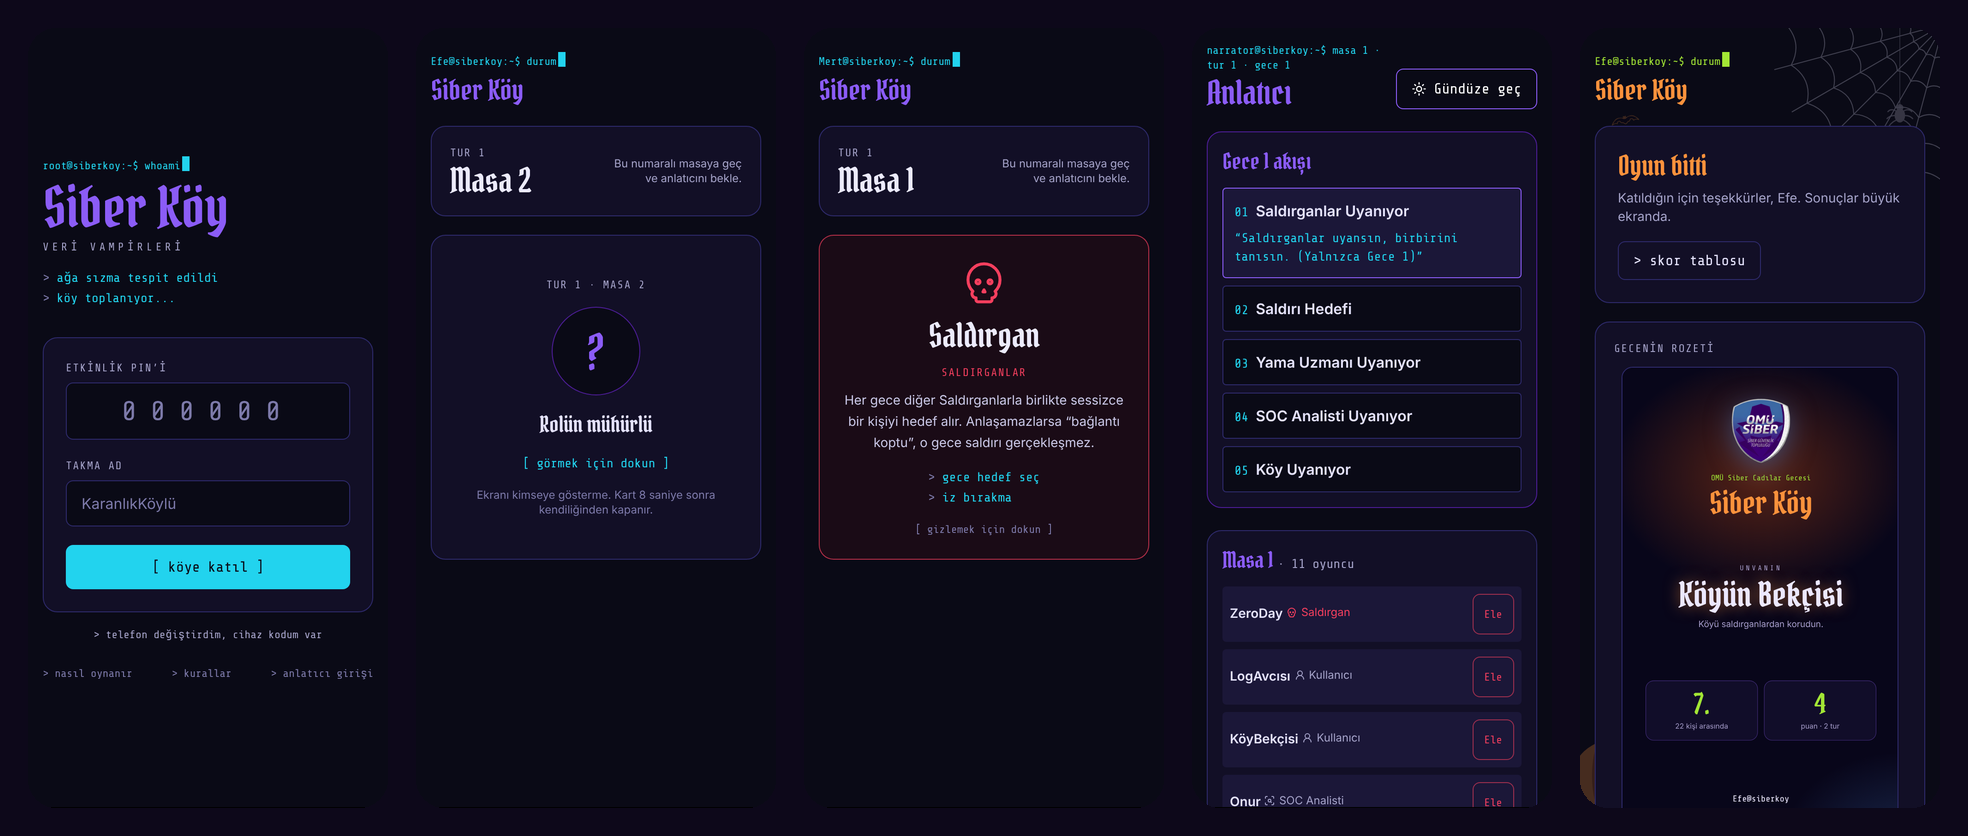 root@siberkoy:~$ whoami
Siber Köy
VERİ VAMPİRLERİ
> ağa sızma tespit edildi
> köy toplanıyor...
ETKİNLİK PIN'İ
000000
TAKMA AD
KaranlıkKöylü
[ köye katıl ]
> telefon değiştirdim, cihaz kodum var
> nasıl oynanır
> kurallar
> anlatıcı girişi
Efe@siberkoy:~$ durum
Siber Köy
TUR 1
Masa 2
Bu numaralı masaya geç
ve anlatıcını bekle.
TUR 1 · MASA 2
?
Rolün mühürlü
[ görmek için dokun ]
Ekranı kimseye gösterme. Kart 8 saniye sonra
kendiliğinden kapanır.
Mert@siberkoy:~$ durum
Siber Köy
TUR 1
Masa 1
Bu numaralı masaya geç
ve anlatıcını bekle.
Saldırgan
SALDIRGANLAR
Her gece diğer Saldırganlarla birlikte sessizce
bir kişiyi hedef alır. Anlaşamazlarsa “bağlantı
koptu”, o gece saldırı gerçekleşmez.
> gece hedef seç
> iz bırakma
[ gizlemek için dokun ]
narrator@siberkoy:~$ masa 1 ·
tur 1 · gece 1
Anlatıcı
Gündüze geç
Gece 1 akışı
01 Saldırganlar Uyanıyor
“Saldırganlar uyansın, birbirini
tanısın. (Yalnızca Gece 1)”
02 Saldırı Hedefi
03 Yama Uzmanı Uyanıyor
04 SOC Analisti Uyanıyor
05 Köy Uyanıyor
Masa 1 · 11 oyuncu
ZeroDay Saldırgan
Ele
LogAvcısı Kullanıcı
Ele
KöyBekçisi Kullanıcı
Ele
Onur SOC Analisti
Ele
Efe@siberkoy:~$ durum
Siber Köy
Oyun bitti
Katıldığın için teşekkürler, Efe. Sonuçlar büyük
ekranda.
> skor tablosu
GECENİN ROZETİ
OMÜ
SİBER
SİBER GÜVENLİK
TOPLULUĞU
OMÜ Siber Cadılar Gecesi
Siber Köy
UNVANIN
Köyün Bekçisi
Köyü saldırganlardan korudun.
7.
22 kişi arasında
4
puan · 2 tur
Efe@siberkoy